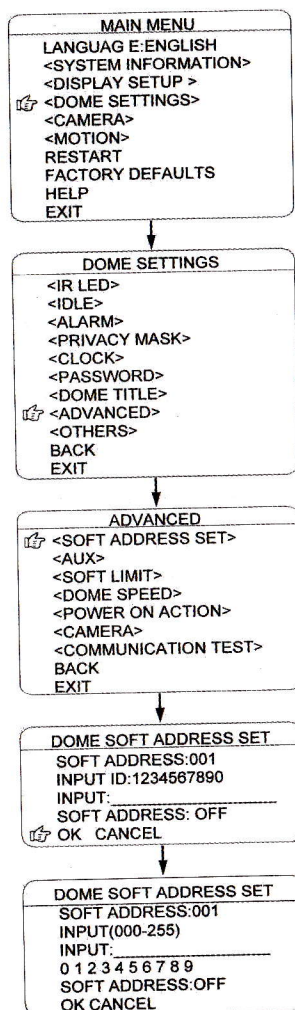 MAIN MENU
LANGUAG E:ENGLISH
<SYSTEM INFORMATION>
<DISPLAY SETUP >
<DOME SETTINGS>
<CAMERA>
<MOTION>
RESTART
FACTORY DEFAULTS
HELP
EXIT
DOME SETTINGS
<IR LED>
<IDLE>
<ALARM>
<PRIVACY MASK>
<CLOCK>
<PASSWORD>
<DOME TITLE>
<ADVANCED>
<OTHERS>
BACK
EXIT
ADVANCED
<SOFT ADDRESS SET>
<AUX>
<SOFT LIMIT>
<DOME SPEED>
<POWER ON ACTION>
<CAMERA>
<COMMUNICATION TEST>
BACK
EXIT
DOME SOFT ADDRESS SET
SOFT ADDRESS:001
INPUT ID:1234567890
INPUT:____________________
SOFT ADDRESS: OFF
OK CANCEL
DOME SOFT ADDRESS SET
SOFT ADDRESS:001
INPUT(000-255)
INPUT:____________________
0 1 2 3 4 5 6 7 8 9
SOFT ADDRESS:OFF
OK CANCEL